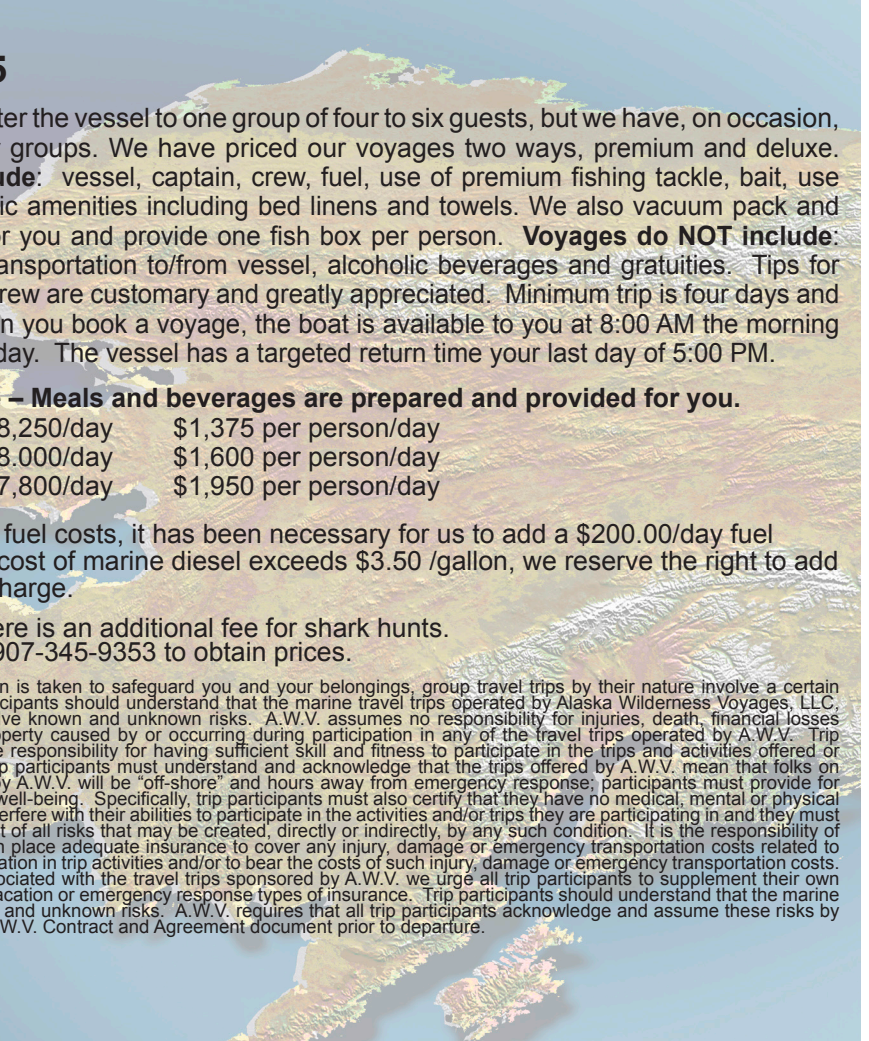 5
ter the vessel to one group of four to six guests, but we have, on occasion,
groups. We have priced our voyages two ways, premium and deluxe.
ude: vessel, captain, crew, fuel, use of premium fishing tackle, bait, use
ic amenities including bed linens and towels. We also vacuum pack and
or you and provide one fish box per person. Voyages do NOT include:
ransportation to/from vessel, alcoholic beverages and gratuities. Tips for
rew are customary and greatly appreciated. Minimum trip is four days and
n you book a voyage, the boat is available to you at 8:00 AM the morning
day. The vessel has a targeted return time your last day of 5:00 PM.
– Meals and beverages are prepared and provided for you.
8,250/day $1,375 per person/day
8.000/day $1,600 per person/day
7,800/day $1,950 per person/day
fuel costs, it has been necessary for us to add a $200.00/day fuel
cost of marine diesel exceeds $3.50 /gallon, we reserve the right to add
harge.
ere is an additional fee for shark hunts.
907-345-9353 to obtain prices.
n is taken to safeguard you and your belongings, group travel trips by their nature involve a certain
cipants should understand that the marine travel trips operated by Alaska Wilderness Voyages, LLC,
ve known and unknown risks. A.W.V. assumes no responsibility for injuries, death, financial losses
operty caused by or occurring during participation in any of the travel trips operated by A.W.V. Trip
e responsibility for having sufficient skill and fitness to participate in the trips and activities offered or
ip participants must understand and acknowledge that the trips offered by A.W.V. mean that folks on
by A.W.V. will be “off-shore” and hours away from emergency response; participants must provide for
well-being. Specifically, trip participants must also certify that they have no medical, mental or physical
erfere with their abilities to participate in the activities and/or trips they are participating in and they must
t of all risks that may be created, directly or indirectly, by any such condition. It is the responsibility of
n place adequate insurance to cover any injury, damage or emergency transportation costs related to
ation in trip activities and/or to bear the costs of such injury, damage or emergency transportation costs.
ociated with the travel trips sponsored by A.W.V. we urge all trip participants to supplement their own
acation or emergency response types of insurance. Trip participants should understand that the marine
and unknown risks. A.W.V. requires that all trip participants acknowledge and assume these risks by
W.V. Contract and Agreement document prior to departure.